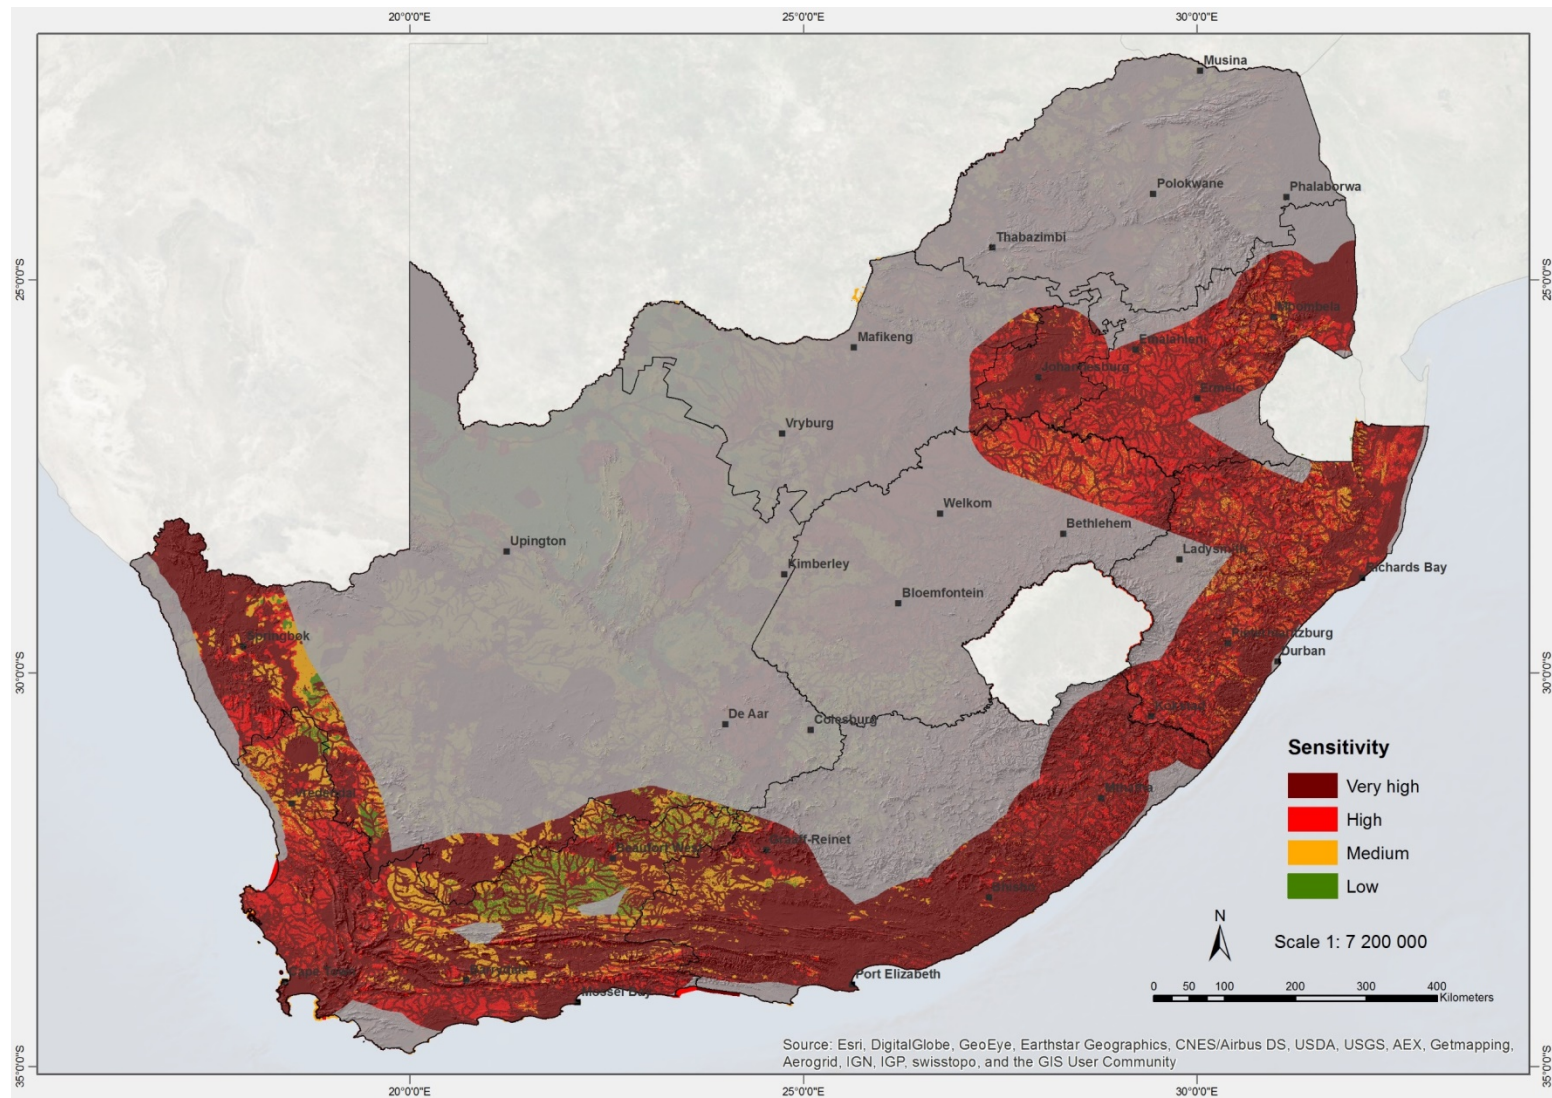 20°0'0"E 25°0'0"E 30°0'0"E
Musina
Polokwane
Phalaborwa
Thabazimbi
25°0'0"S 25°0'0"S
Mbombela
Mafikeng
Emalahleni
Johannesburg
Ermelo
Vryburg
Welkom
Bethlehem
Upington
Ladysmith
Kimberley
Richards Bay
Bloemfontein
Springbok
Pietermaritzburg
Durban
30°0'0"S 30°0'0"S
De Aar
Colesburg
Kokstad
Sensitivity
Very high
High
Medium
Low
Vredendal
Mthatha
Graaff-Reinet
Beaufort West
Bhisho
N
Scale 1: 7 200 000
Cape Town
Port Elizabeth
Mossel Bay
0 50 100 200 300 400
Kilometers
Source: Esri, DigitalGlobe, GeoEye, Earthstar Geographics, CNES/Airbus DS, USDA, USGS, AEX, Getmapping,
Aerogrid, IGN, IGP, swisstopo, and the GIS User Community
35°0'0"S 35°0'0"S
20°0'0"E 25°0'0"E 30°0'0"E